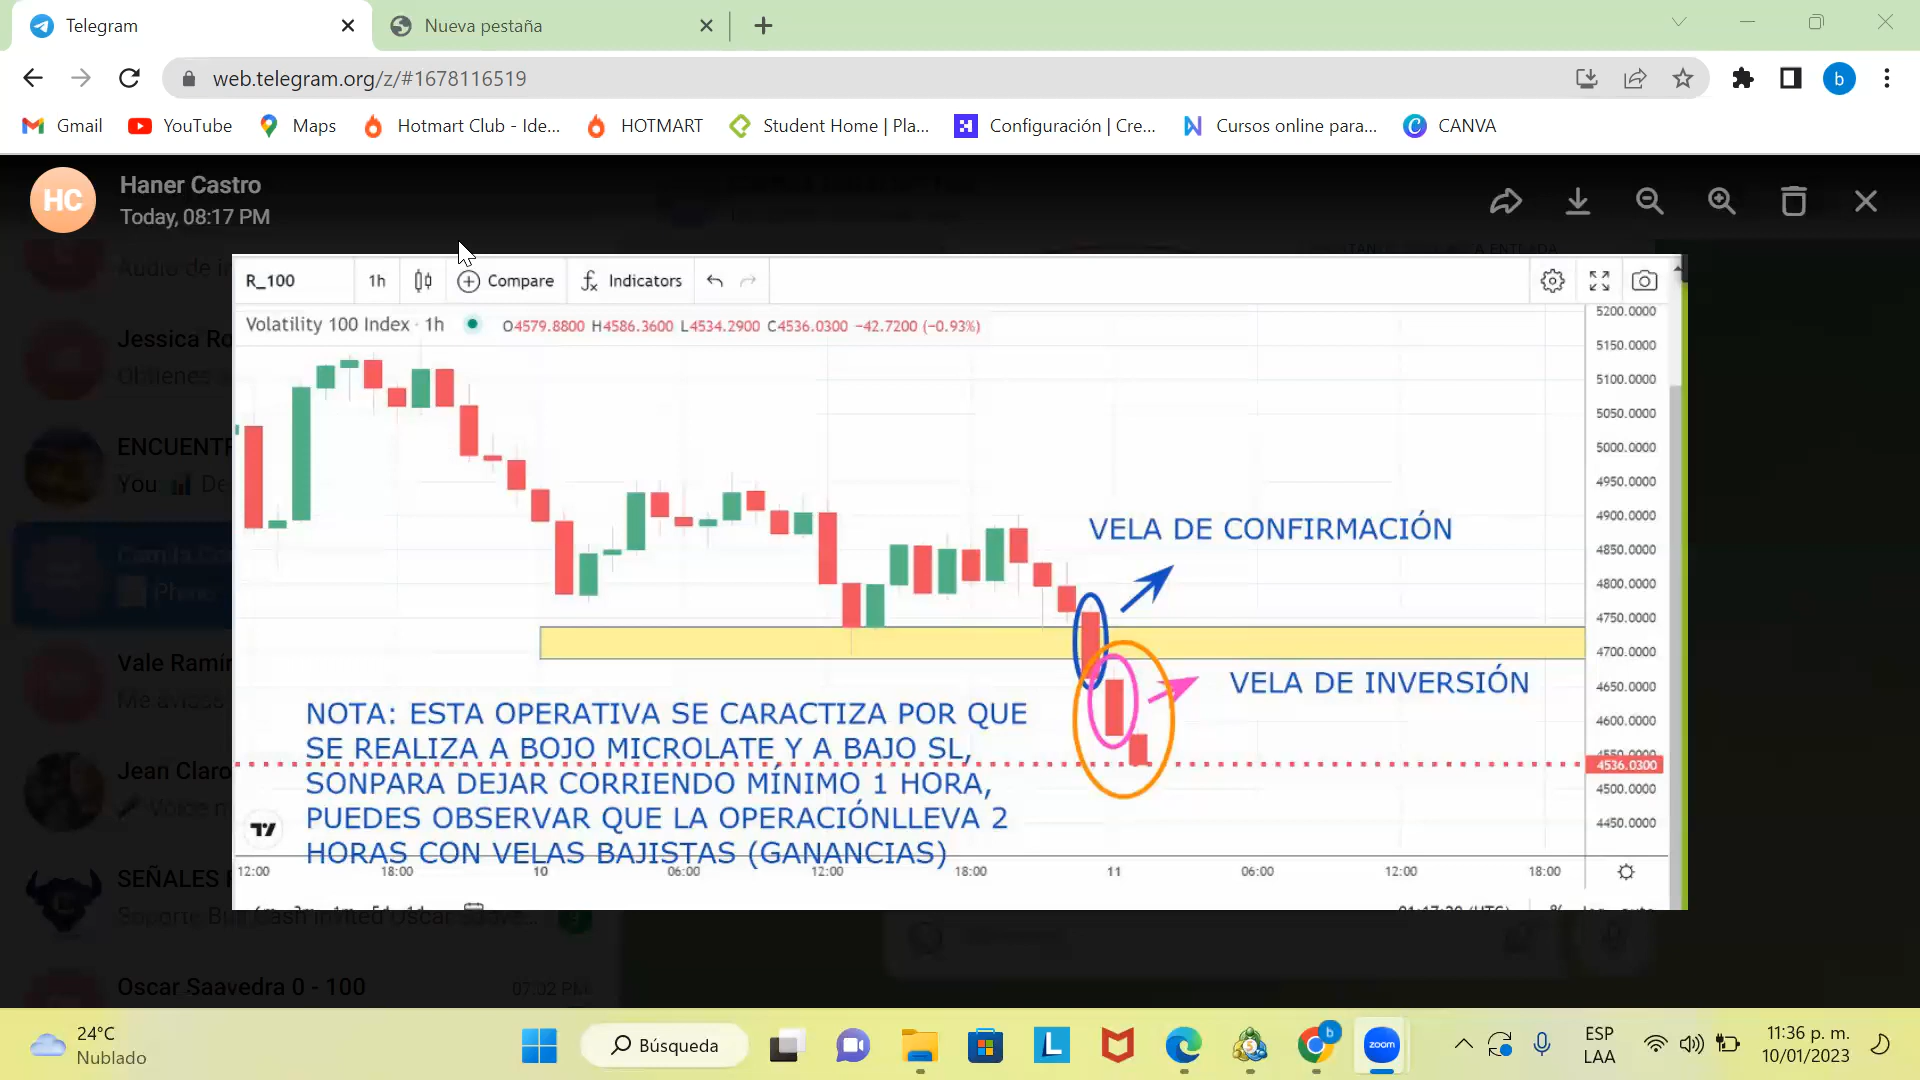 Telegram
Nueva pestaña
web.telegram.org/z/#1678116519
b
Gmail
YouTube
Maps
Hotmart Club - Ide...
HOTMART
Student Home | Pla...
Configuración | Cre...
Cursos online para...
CANVA
HC
Haner Castro
Today, 08:17 PM
Jessica Ro
ENCUENT
You
De
Vale Ramí
Jean Claro
SEÑALES
Oscar Saavedra 0 - 100
07:02 PM
R_100
1h
Compare
Indicators
Volatility 100 Index · 1h
O4579.8800 H4586.3600 L4534.2900 C4536.0300 −42.7200 (−0.93%)
5200.0000
5150.0000
5100.0000
5050.0000
5000.0000
4950.0000
4900.0000
4850.0000
4800.0000
4750.0000
4700.0000
4650.0000
4600.0000
4550.0000
4536.0300
4500.0000
4450.0000
VELA DE CONFIRMACIÓN
VELA DE INVERSIÓN
NOTA: ESTA OPERATIVA SE CARACTIZA POR QUE
SE REALIZA A BOJO MICROLATE Y A BAJO SL,
SONPARA DEJAR CORRIENDO MÍNIMO 1 HORA,
PUEDES OBSERVAR QUE LA OPERACIÓNLLEVA 2
HORAS CON VELAS BAJISTAS (GANANCIAS)
12:00
18:00
10
06:00
12:00
18:00
11
06:00
12:00
18:00
24°C
Nublado
Búsqueda
L
b
zoom
ESP
LAA
11:36 p. m.
10/01/2023